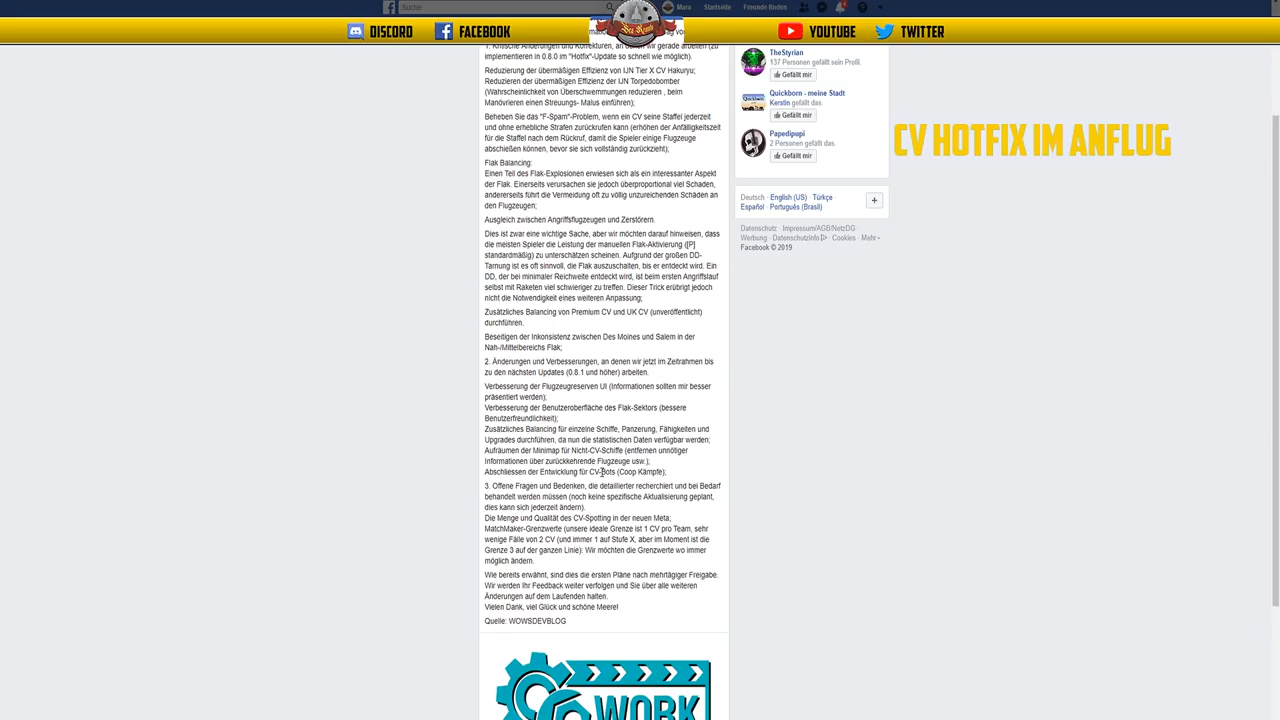 Suche
Mara
Startseite
Freunde finden
DISCORD
FACEBOOK
YOUTUBE
TWITTER
1. Kritische Änderungen und Korrekturen, an denen wir gerade arbeiten (zu
implementieren in 0.8.0 im "Hotfix"-Update so schnell wie möglich).
Reduzierung der übermäßigen Effizienz von IJN Tier X CV Hakuryu;
Reduzieren der übermäßigen Effizienz der IJN Torpedobomber
(Wahrscheinlichkeit von Überschwemmungen reduzieren , beim
Manövrieren einen Streuungs- Malus einführen);
Beheben Sie das "F-Spam"-Problem, wenn ein CV seine Staffel jederzeit
und ohne erhebliche Strafen zurückrufen kann (erhöhen der Anfälligkeitszeit
für die Staffel nach dem Rückruf, damit die Spieler einige Flugzeuge
abschießen können, bevor sie sich vollständig zurückzieht);
Flak Balancing:
Einen Teil des Flak-Explosionen erwiesen sich als ein interessanter Aspekt
der Flak. Einerseits verursachen sie jedoch überproportional viel Schaden,
andererseits führt die Vermeidung oft zu völlig unzureichenden Schäden an
den Flugzeugen;
Ausgleich zwischen Angriffsflugzeugen und Zerstörern.
Dies ist zwar eine wichtige Sache, aber wir möchten darauf hinweisen, dass
die meisten Spieler die Leistung der manuellen Flak-Aktivierung ([P]
standardmäßig) zu unterschätzen scheinen. Aufgrund der großen DD-
Tarnung ist es oft sinnvoll, die Flak auszuschalten, bis er entdeckt wird. Ein
DD, der bei minimaler Reichweite entdeckt wird, ist beim ersten Angriffslauf
selbst mit Raketen viel schwieriger zu treffen. Dieser Trick erübrigt jedoch
nicht die Notwendigkeit eines weiteren Anpassung;
Zusätzliches Balancing von Premium CV und UK CV (unveröffentlicht)
durchführen.
Beseitigen der Inkonsistenz zwischen Des Moines und Salem in der
Nah-/Mittelbereichs Flak;
2. Änderungen und Verbesserungen, an denen wir jetzt im Zeitrahmen bis
zu den nächsten Updates (0.8.1 und höher) arbeiten.
Verbesserung der Flugzeugreserven UI (Informationen sollten mir besser
präsentiert werden);
Verbesserung der Benutzeroberfläche des Flak-Sektors (bessere
Benutzerfreundlichkeit);
Zusätzliches Balancing für einzelne Schiffe, Panzerung, Fähigkeiten und
Upgrades durchführen, da nun die statistischen Daten verfügbar werden;
Aufräumen der Minimap für Nicht-CV-Schiffe (entfernen unnötiger
Informationen über zurückkehrende Flugzeuge usw.);
Abschliessen der Entwicklung für CV-Bots (Coop Kämpfe);
3. Offene Fragen und Bedenken, die detaillierter recherchiert und bei Bedarf
behandelt werden müssen (noch keine spezifische Aktualisierung geplant,
dies kann sich jederzeit ändern).
Die Menge und Qualität des CV-Spotting in der neuen Meta;
MatchMaker-Grenzwerte (unsere ideale Grenze ist 1 CV pro Team, sehr
wenige Fälle von 2 CV (und immer 1 auf Stufe X, aber im Moment ist die
Grenze 3 auf der ganzen Linie): Wir möchten die Grenzwerte wo immer
möglich ändern.
Wie bereits erwähnt, sind dies die ersten Pläne nach mehrtägiger Freigabe.
Wir werden Ihr Feedback weiter verfolgen und Sie über alle weiteren
Änderungen auf dem Laufenden halten.
Vielen Dank, viel Glück und schöne Meere!
Quelle: WOWSDEVBLOG
WORK
TheStyrian
137 Personen gefällt sein Profil.
Gefällt mir
Quickborn - meine Stadt
Kerstin gefällt das.
Gefällt mir
Papedipupi
2 Personen gefällt das.
Gefällt mir
Deutsch · English (US) · Türkçe ·
Español · Português (Brasil)
Datenschutz · Impressum/AGB/NetzDG ·
Werbung · Datenschutzinfo · Cookies · Mehr
Facebook © 2019
CV HOTFIX IM ANFLUG